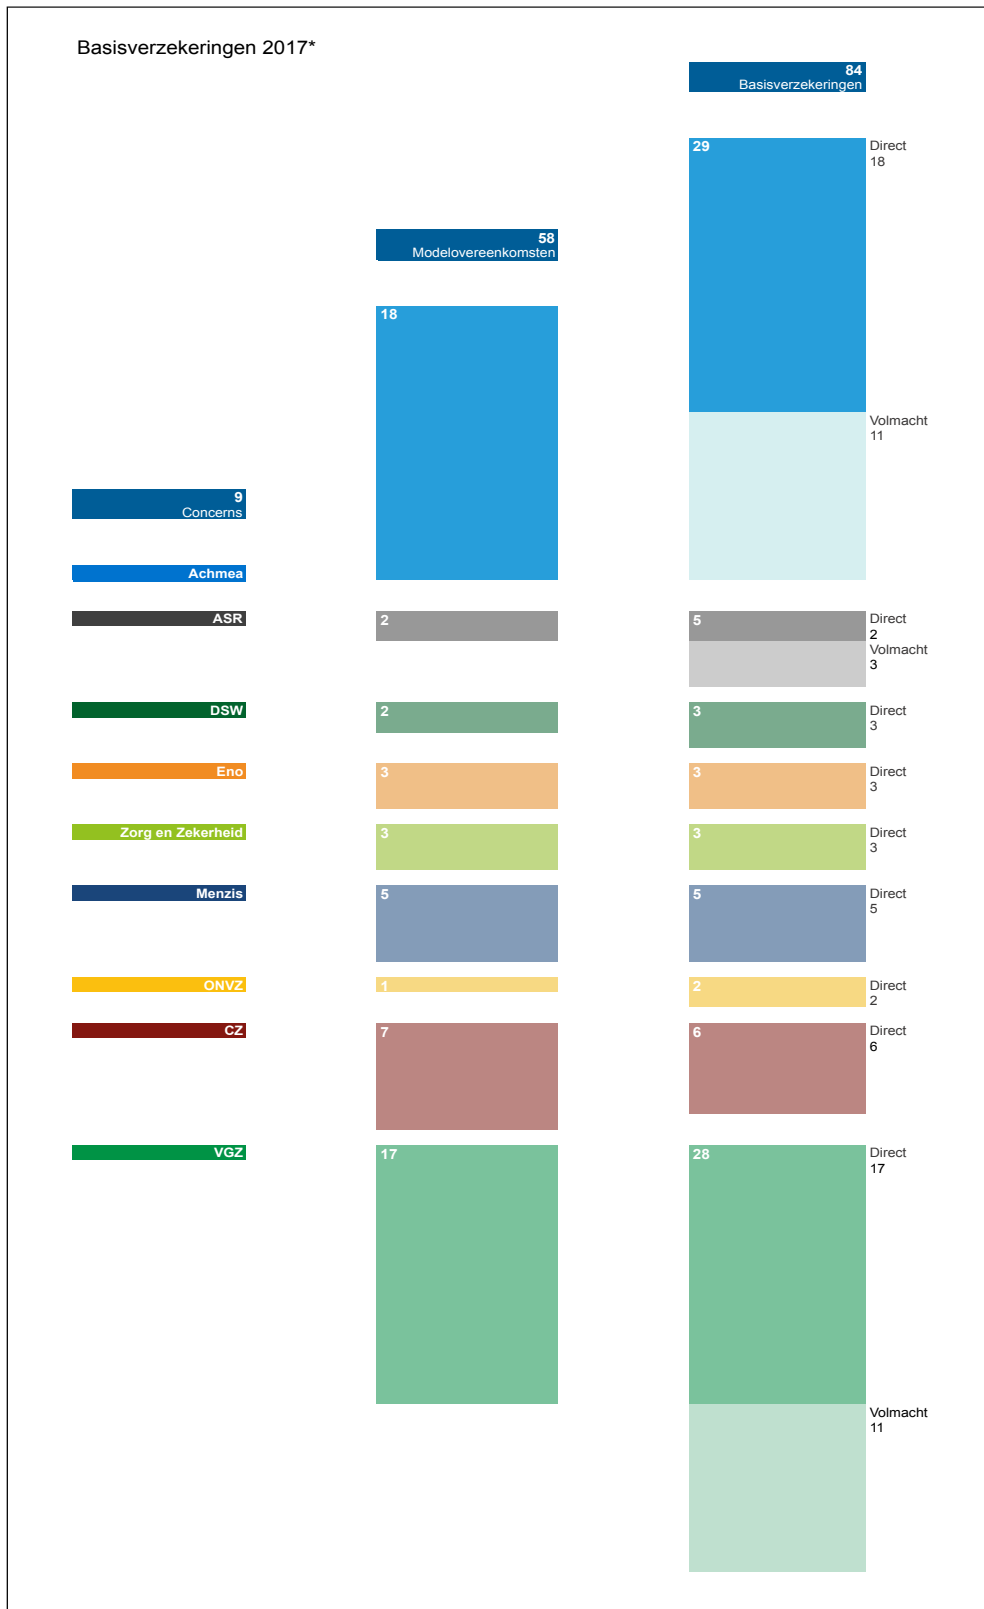 Basisverzekeringen 2017*
84
Basisverzekeringen
29
Direct
18
58
Modelovereenkomsten
18
Volmacht
11
9
Concerns
Achmea
ASR
2
5
Direct
2
Volmacht
3
DSW
2
3
Direct
3
Eno
3
3
Direct
3
Zorg en Zekerheid
3
3
Direct
3
Menzis
5
5
Direct
5
ONVZ
1
2
Direct
2
CZ
7
6
Direct
6
VGZ
17
28
Direct
17
Volmacht
11